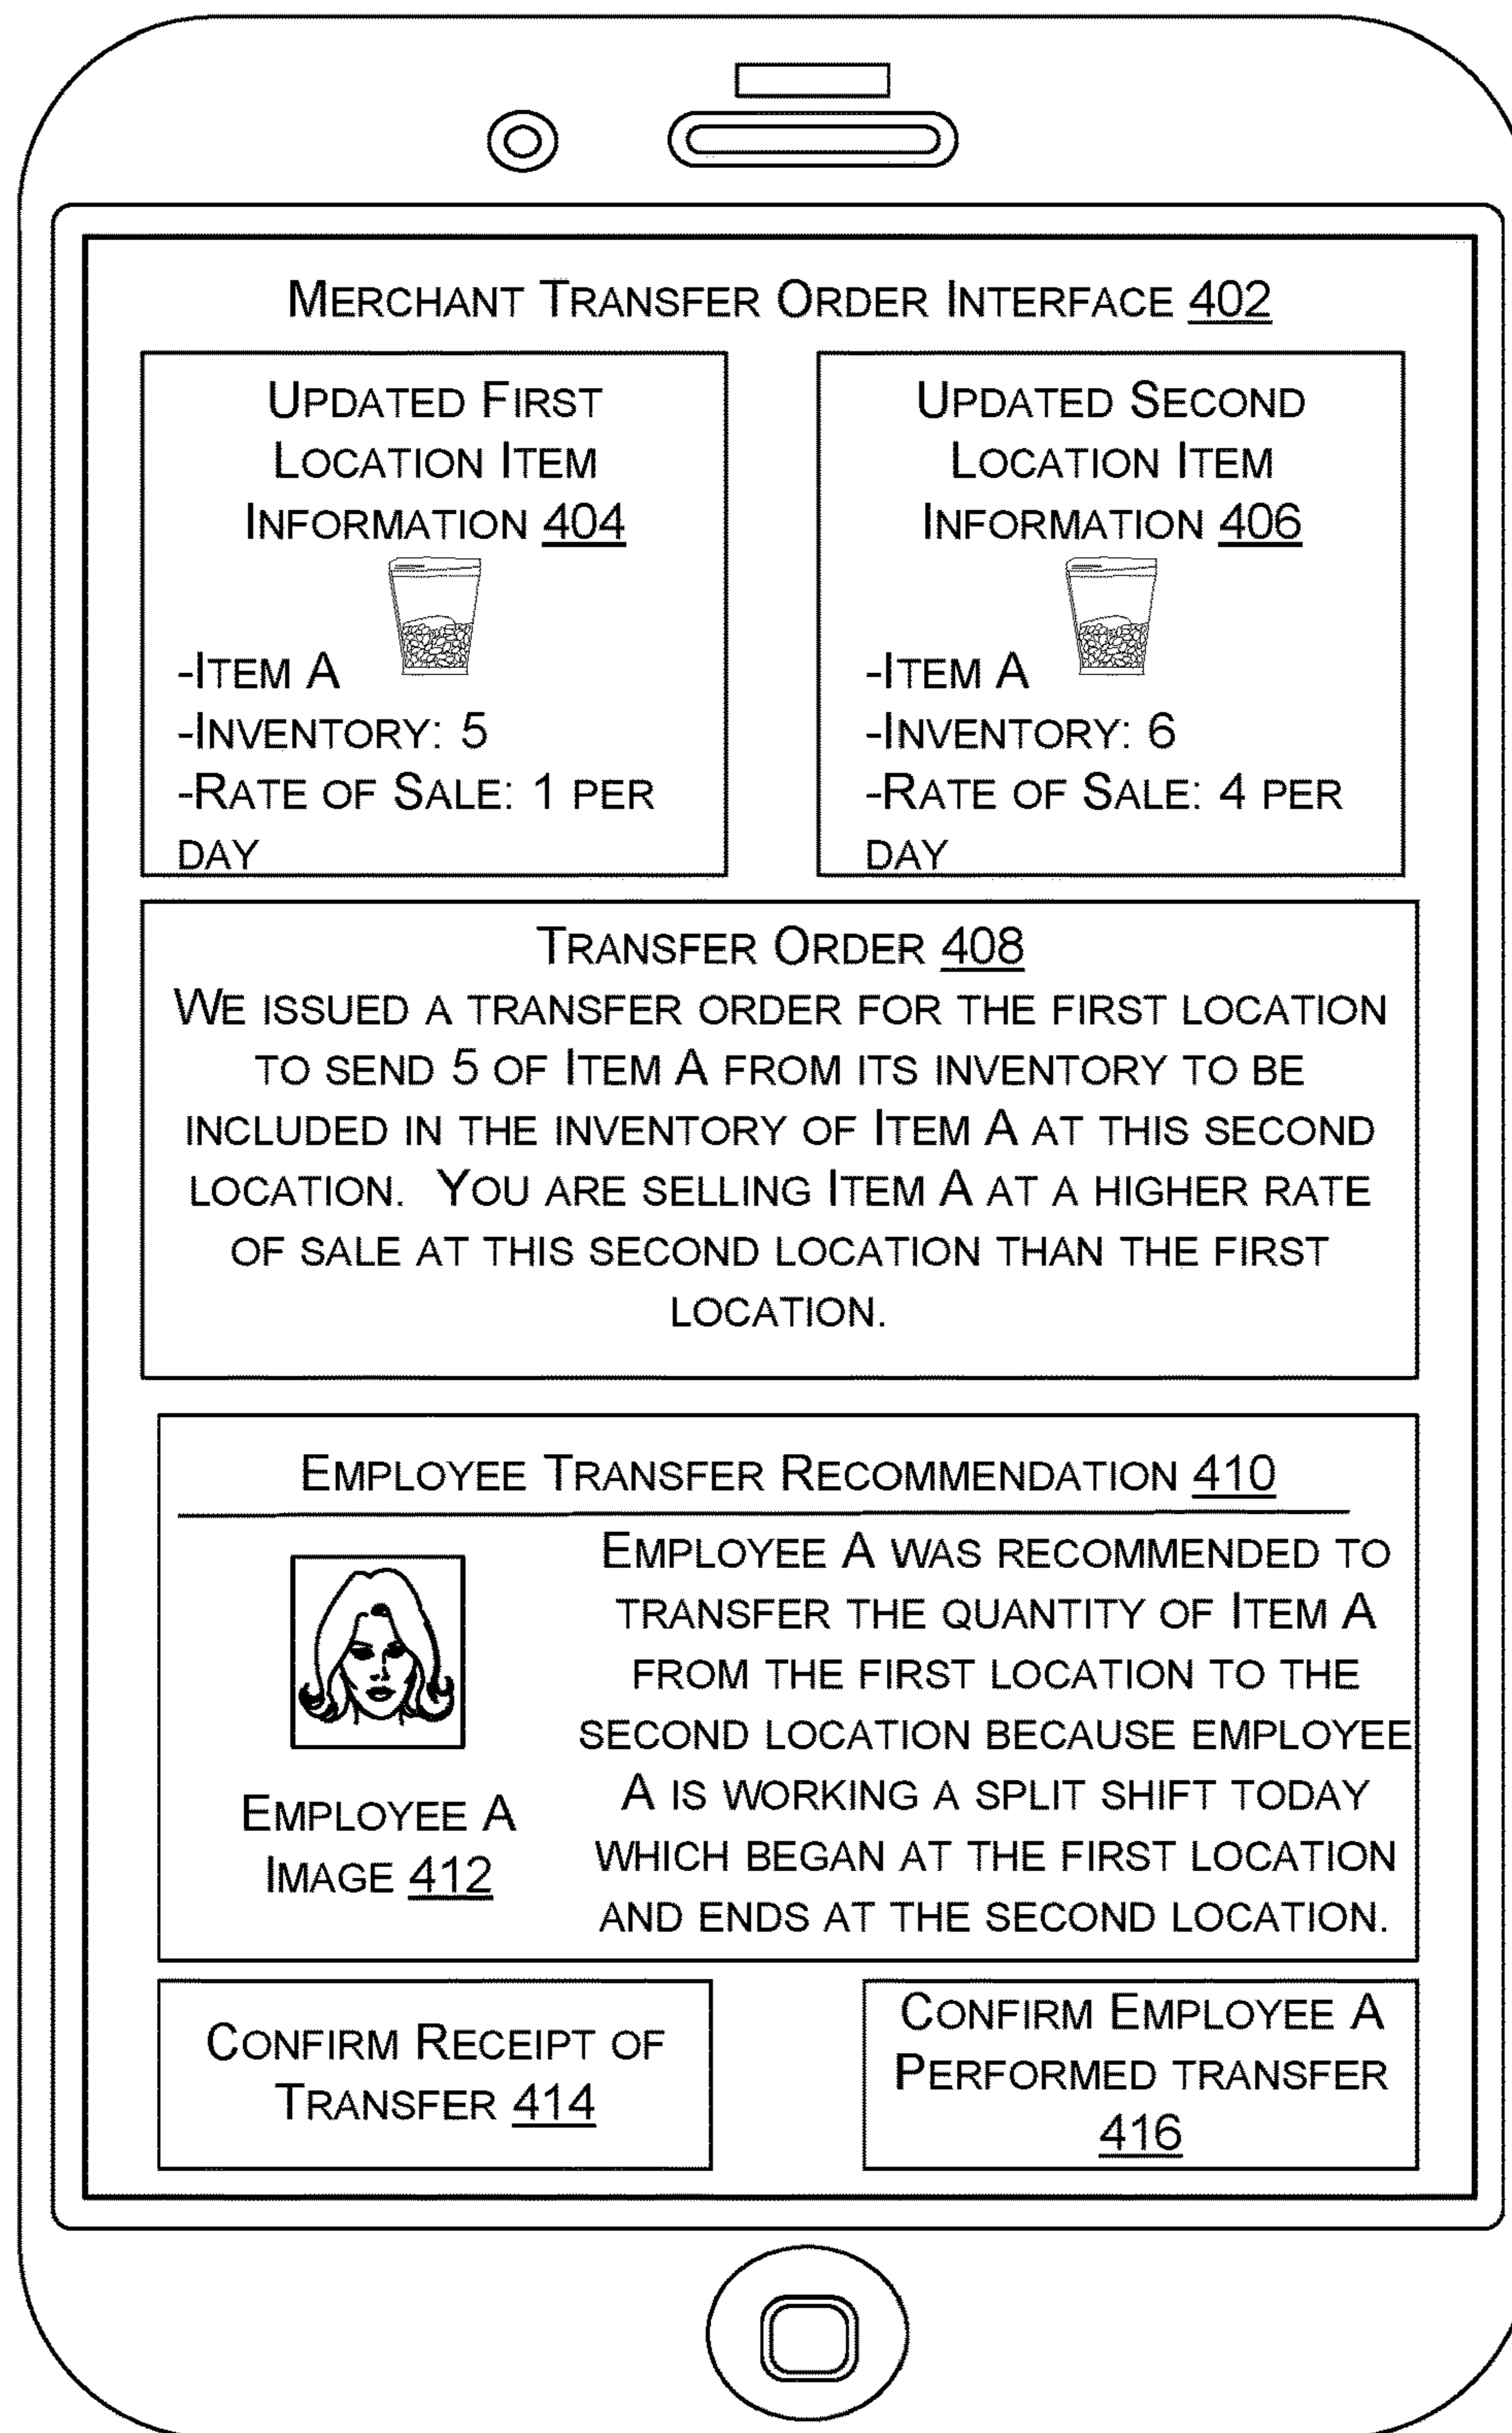 MERCHANT TRANSFER ORDER INTERFACE 402
UPDATED FIRST
LOCATION ITEM
INFORMATION 404
-ITEM A
-INVENTORY: 5
-RATE OF SALE: 1 PER
DAY
UPDATED SECOND
LOCATION ITEM
INFORMATION 406
-ITEM A
-INVENTORY: 6
-RATE OF SALE: 4 PER
DAY
TRANSFER ORDER 408
WE ISSUED A TRANSFER ORDER FOR THE FIRST LOCATION
TO SEND 5 OF ITEM A FROM ITS INVENTORY TO BE
INCLUDED IN THE INVENTORY OF ITEM A AT THIS SECOND
LOCATION. YOU ARE SELLING ITEM A AT A HIGHER RATE
OF SALE AT THIS SECOND LOCATION THAN THE FIRST
LOCATION.
EMPLOYEE TRANSFER RECOMMENDATION 410
EMPLOYEE A
IMAGE 412
EMPLOYEE A WAS RECOMMENDED TO
TRANSFER THE QUANTITY OF ITEM A
FROM THE FIRST LOCATION TO THE
SECOND LOCATION BECAUSE EMPLOYEE
A IS WORKING A SPLIT SHIFT TODAY
WHICH BEGAN AT THE FIRST LOCATION
AND ENDS AT THE SECOND LOCATION.
CONFIRM RECEIPT OF
TRANSFER 414
CONFIRM EMPLOYEE A
PERFORMED TRANSFER
416